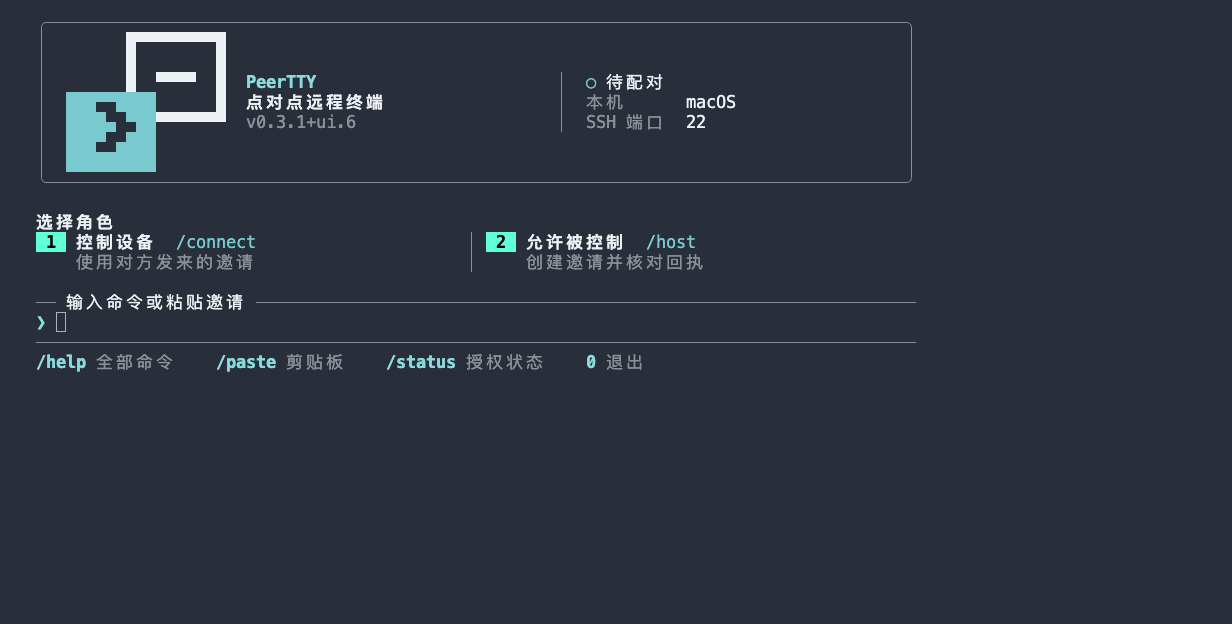 PeerTTY
点对点远程终端
v0.3.1+ui.6
○ 待配对
本机 macOS
SSH 端口 22
选择角色
1 控制设备 /connect
使用对方发来的邀请
2 允许被控制 /host
创建邀请并核对回执
输入命令或粘贴邀请
❯
/help 全部命令 /paste 剪贴板 /status 授权状态 0 退出